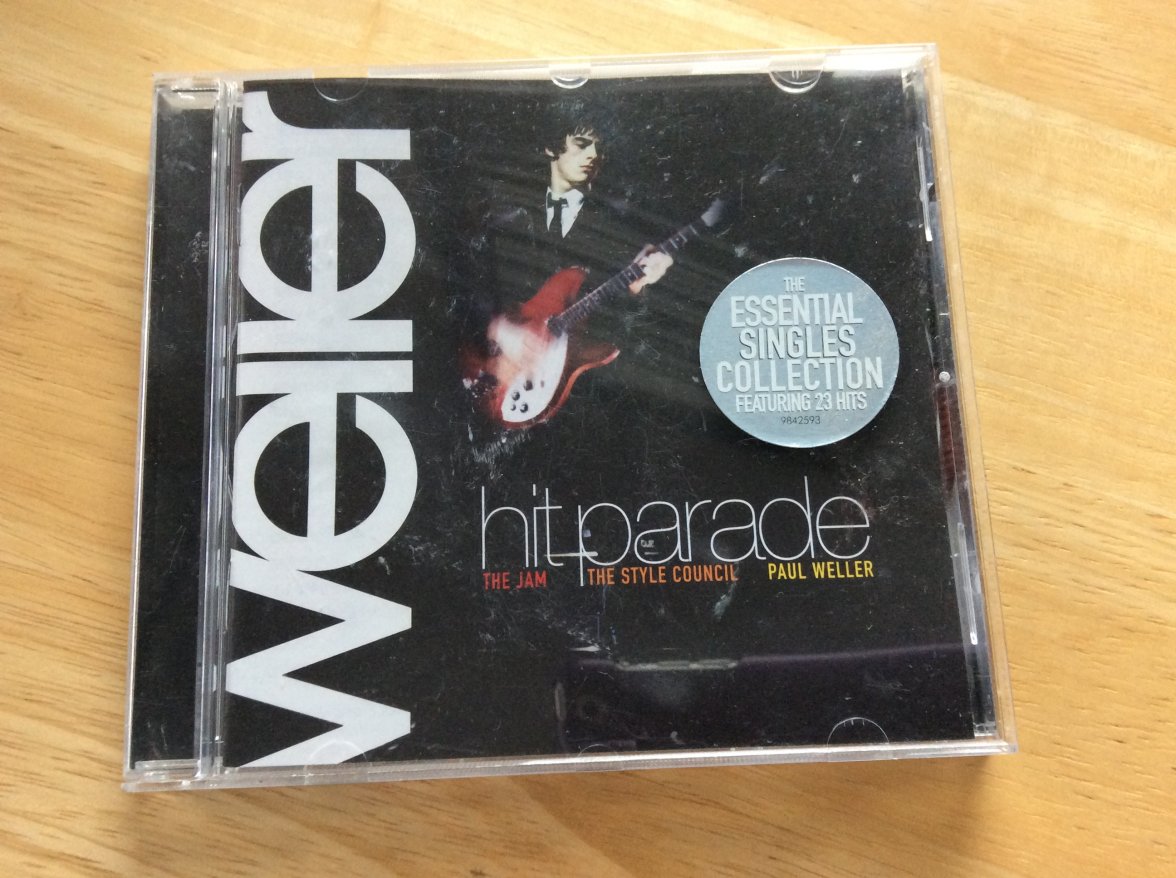 weller
THE
ESSENTIAL
SINGLES
COLLECTION
FEATURING 23 HITS
9842593
hit parade
THE JAM THE STYLE COUNCIL PAUL WELLER